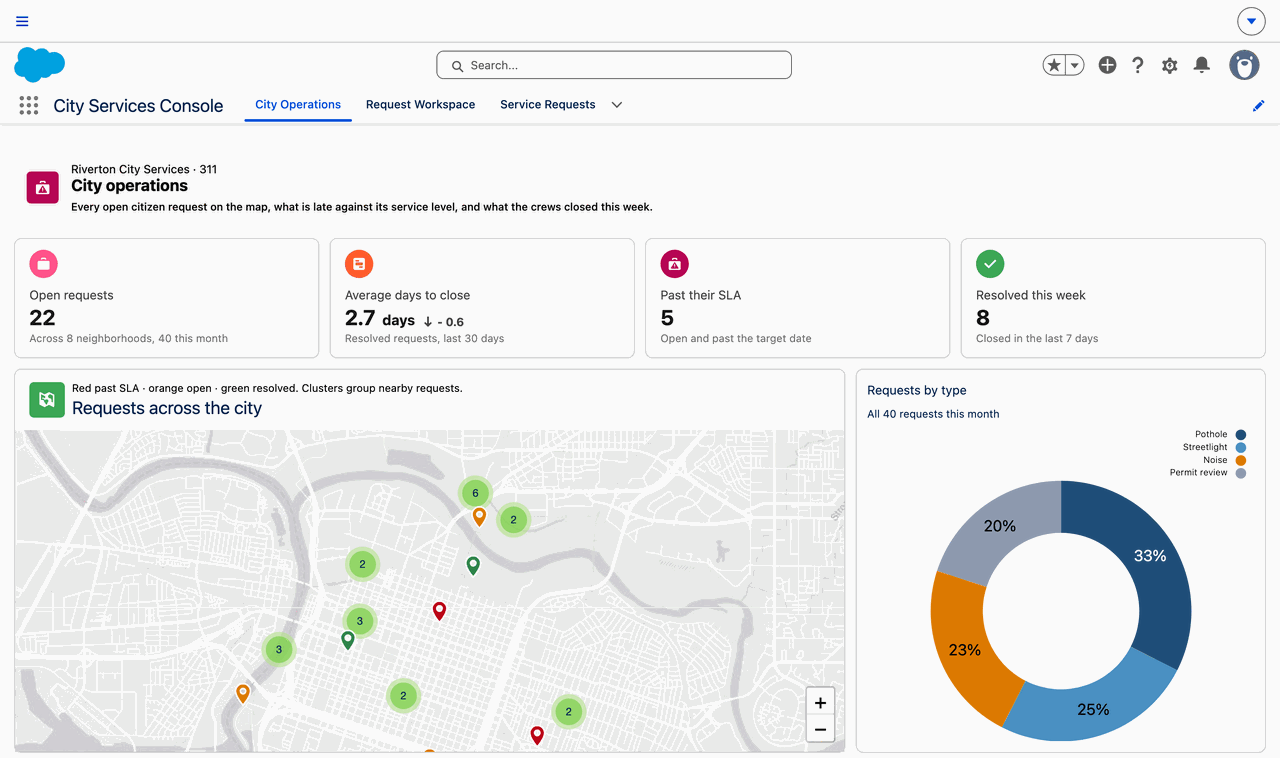 Search...
City Services Console
City Operations
Request Workspace
Service Requests
Riverton City Services · 311
City operations
Every open citizen request on the map, what is late against its service level, and what the crews closed this week.
Open requests
22
Across 8 neighborhoods, 40 this month
Average days to close
2.7 days ↓ - 0.6
Resolved requests, last 30 days
Past their SLA
5
Open and past the target date
Resolved this week
8
Closed in the last 7 days
Red past SLA · orange open · green resolved. Clusters group nearby requests.
Requests across the city
6
2
2
3
3
2
2
+
−
Requests by type
All 40 requests this month
Pothole
Streetlight
Noise
Permit review
20%
33%
23%
25%